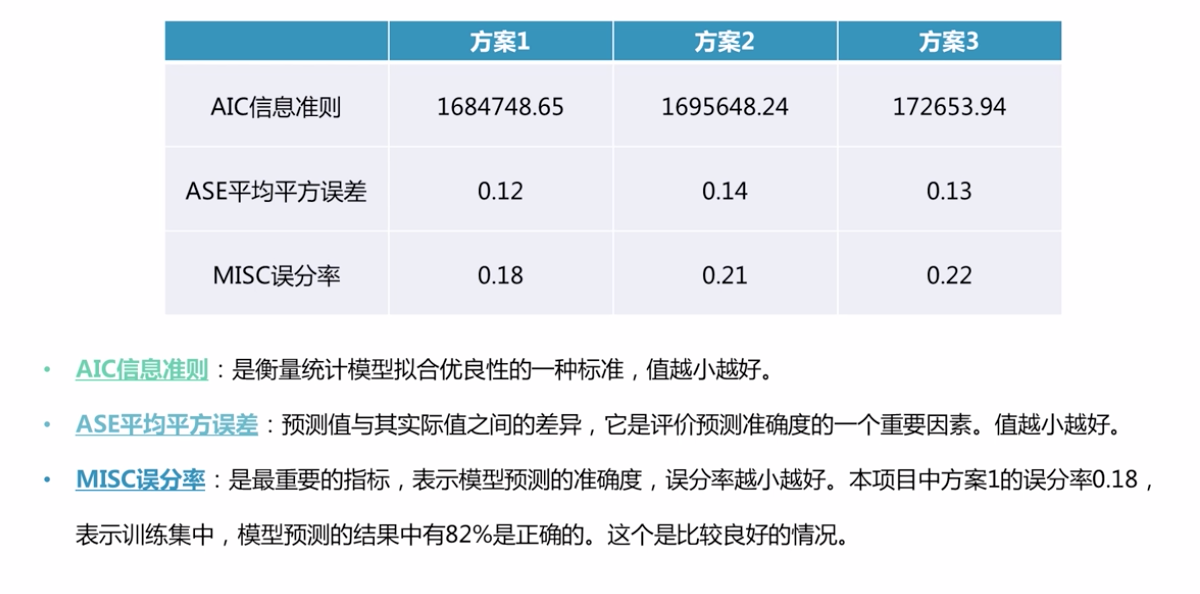 方案1 方案2 方案3
AIC信息准则 1684748.65 1695648.24 172653.94
ASE平均平方误差 0.12 0.14 0.13
MISC误分率 0.18 0.21 0.22
• AIC信息准则：是衡量统计模型拟合优良性的一种标准，值越小越好。
• ASE平均平方误差：预测值与其实际值之间的差异，它是评价预测准确度的一个重要因素。值越小越好。
• MISC误分率：是最重要的指标，表示模型预测的准确度，误分率越小越好。本项目中方案1的误分率0.18，
表示训练集中，模型预测的结果中有82%是正确的。这个是比较良好的情况。